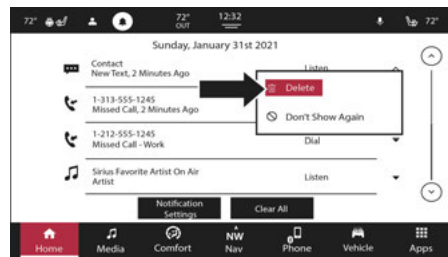 72° 72° OUT 12:32 72°
Sunday, January 31st 2021
Contact
New Text, 2 Minutes Ago
Listen
Delete
1-313-555-1245
Missed Call, 2 Minutes Ago
Don't Show Again
1-212-555-1245
Missed Call - Work
Dial
Sirius Favorite Artist On Air
Artist
Listen
Notification
Settings
Clear All
Home Media Comfort NW Nav Phone Vehicle Apps